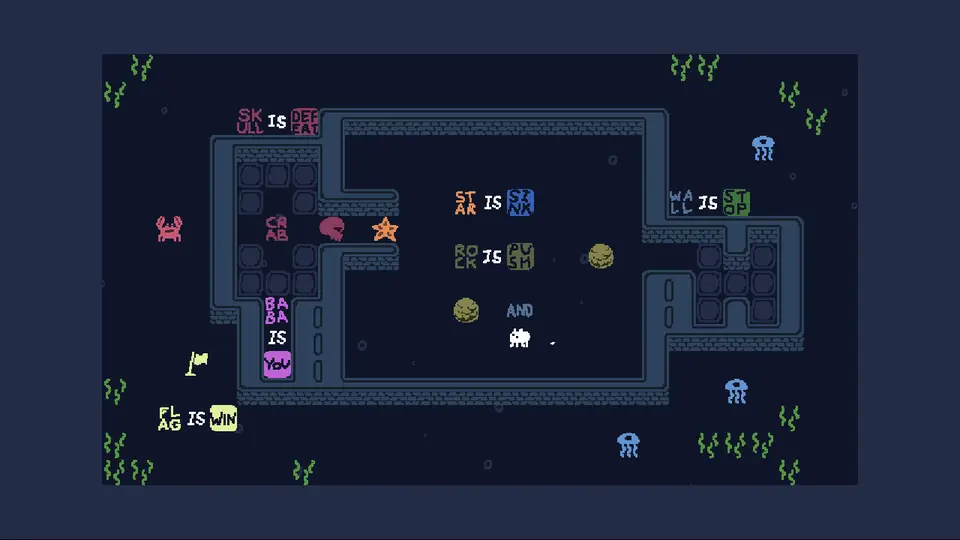 SKULL IS DEFEAT
STAR IS SINK
WALL IS STOP
CRAB
ROCK IS PUSH
BABA
IS
YOU
AND
FLAG IS WIN